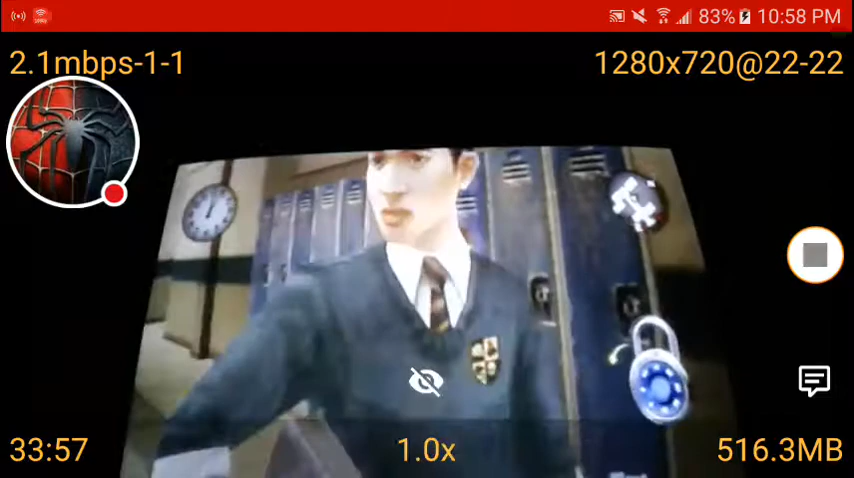 83% 10:58 PM
2.1mbps-1-1
1280x720@22-22
33:57
1.0x
516.3MB